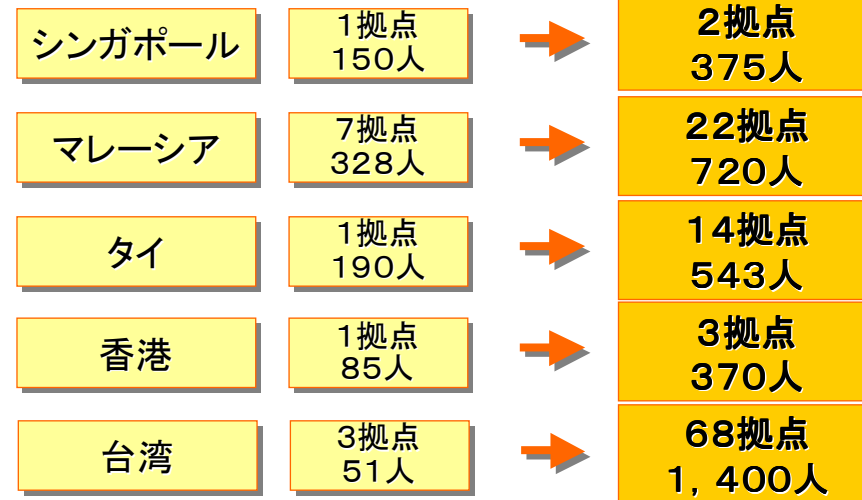 シンガポール
1拠点
150人
2拠点
375人
マレーシア
7拠点
328人
22拠点
720人
タイ
1拠点
190人
14拠点
543人
香港
1拠点
85人
3拠点
370人
台湾
3拠点
51人
68拠点
1，400人